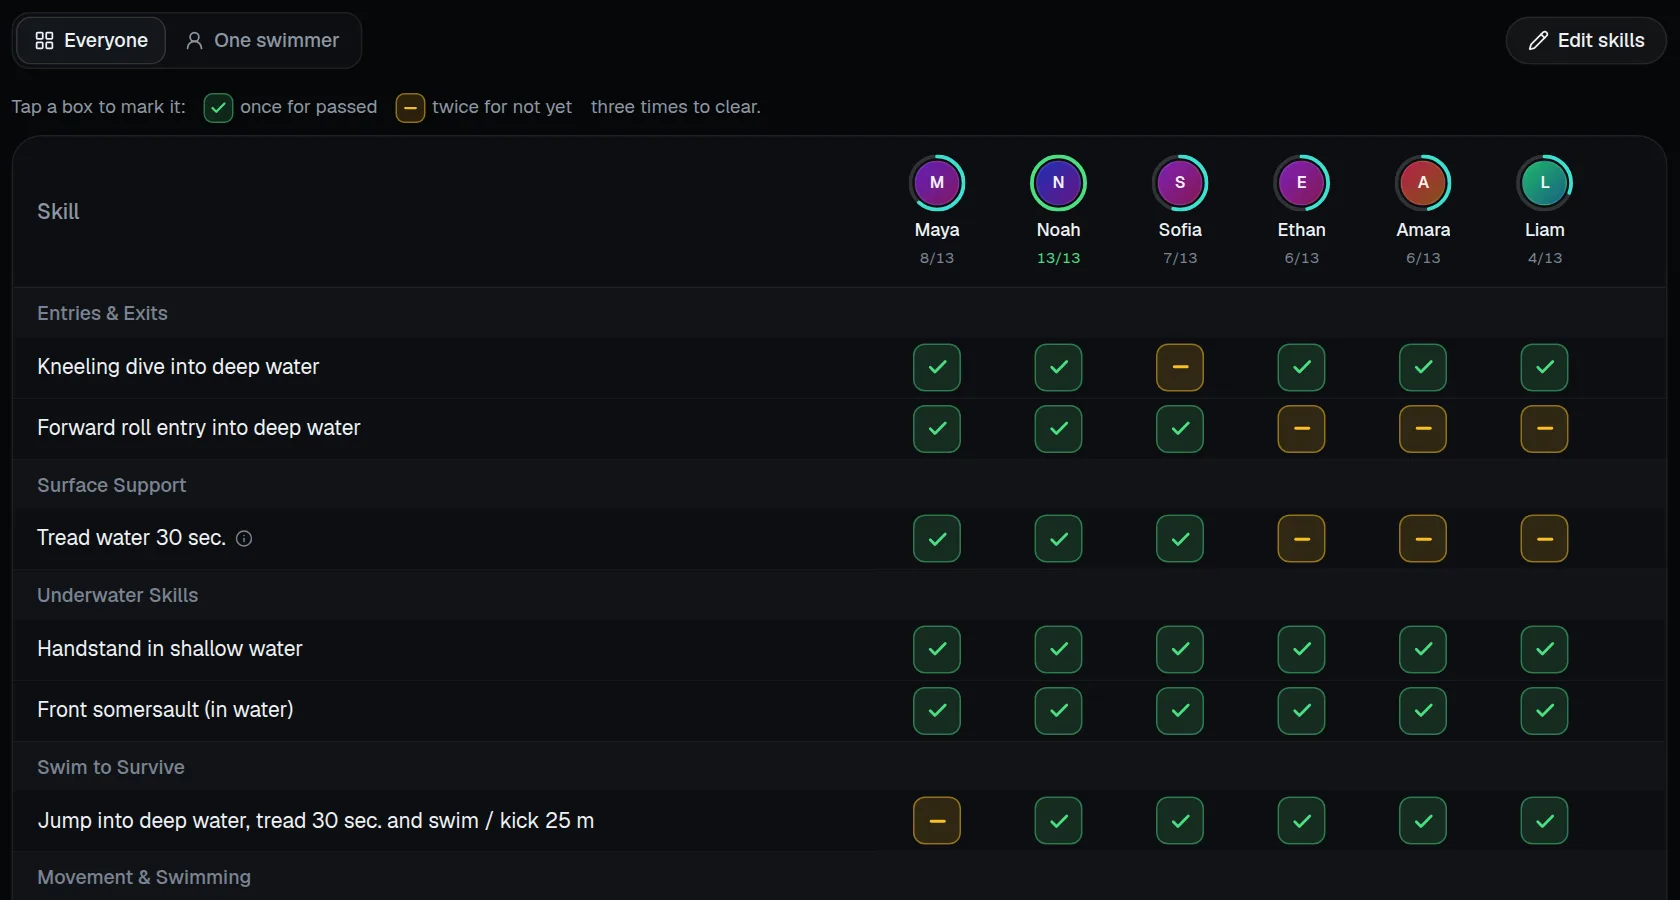 Everyone One swimmer Edit skills
Tap a box to mark it: once for passed twice for not yet three times to clear.
Skill
M N S E A L
Maya Noah Sofia Ethan Amara Liam
8/13 13/13 7/13 6/13 6/13 4/13
Entries & Exits
Kneeling dive into deep water
Forward roll entry into deep water
Surface Support
Tread water 30 sec.
Underwater Skills
Handstand in shallow water
Front somersault (in water)
Swim to Survive
Jump into deep water, tread 30 sec. and swim / kick 25 m
Movement & Swimming